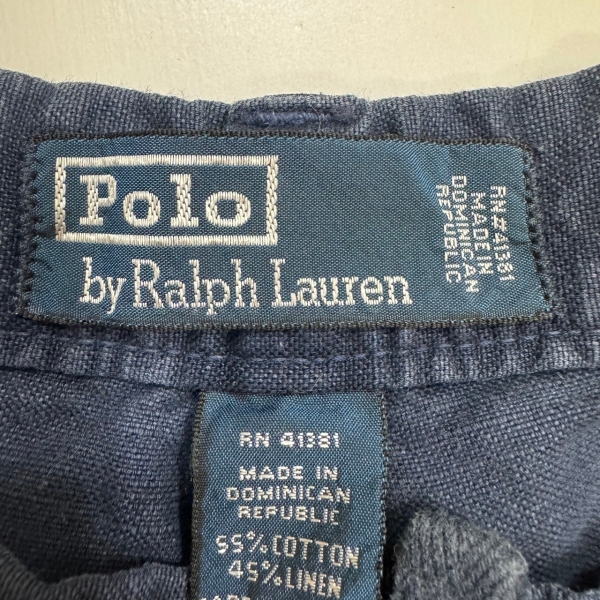 Polo
by Ralph Lauren
RN #41381
MADE IN
DOMINICAN
REPUBLIC
RN 41381
MADE IN
DOMINICAN
REPUBLIC
55% COTTON
45% LINEN